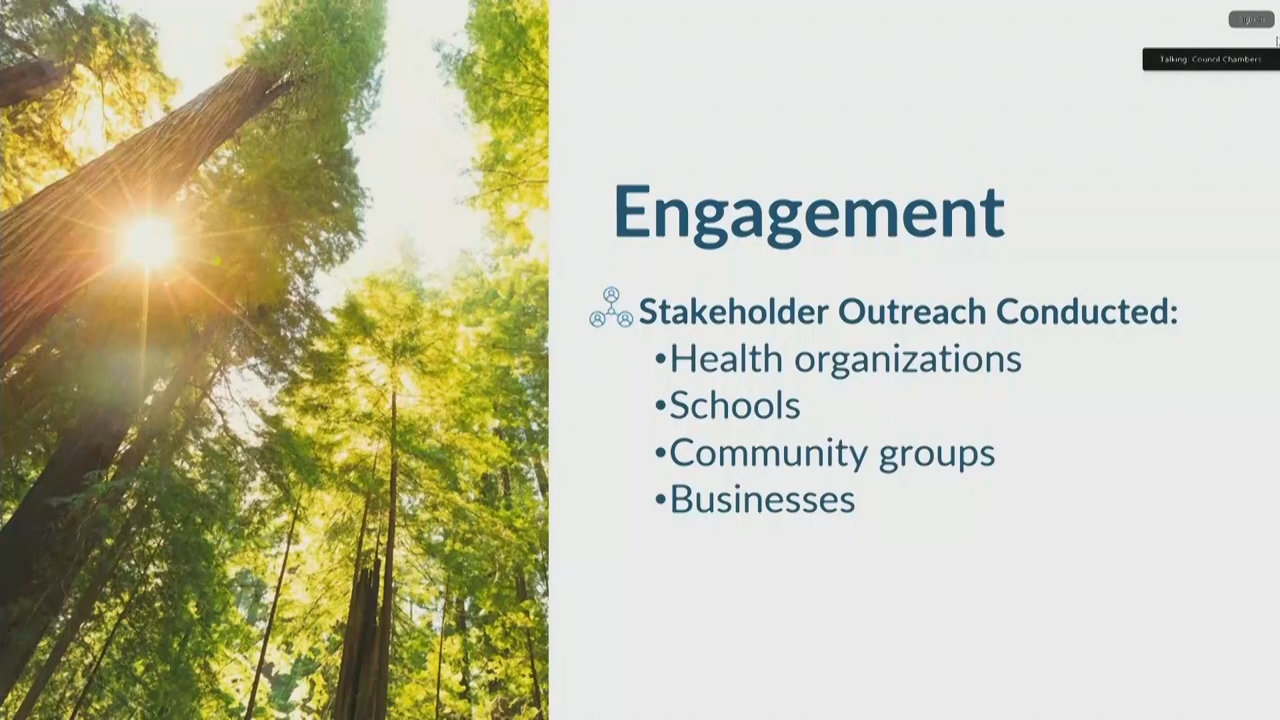 Talking: Council Chambers
Engagement
Stakeholder Outreach Conducted:
•Health organizations
•Schools
•Community groups
•Businesses